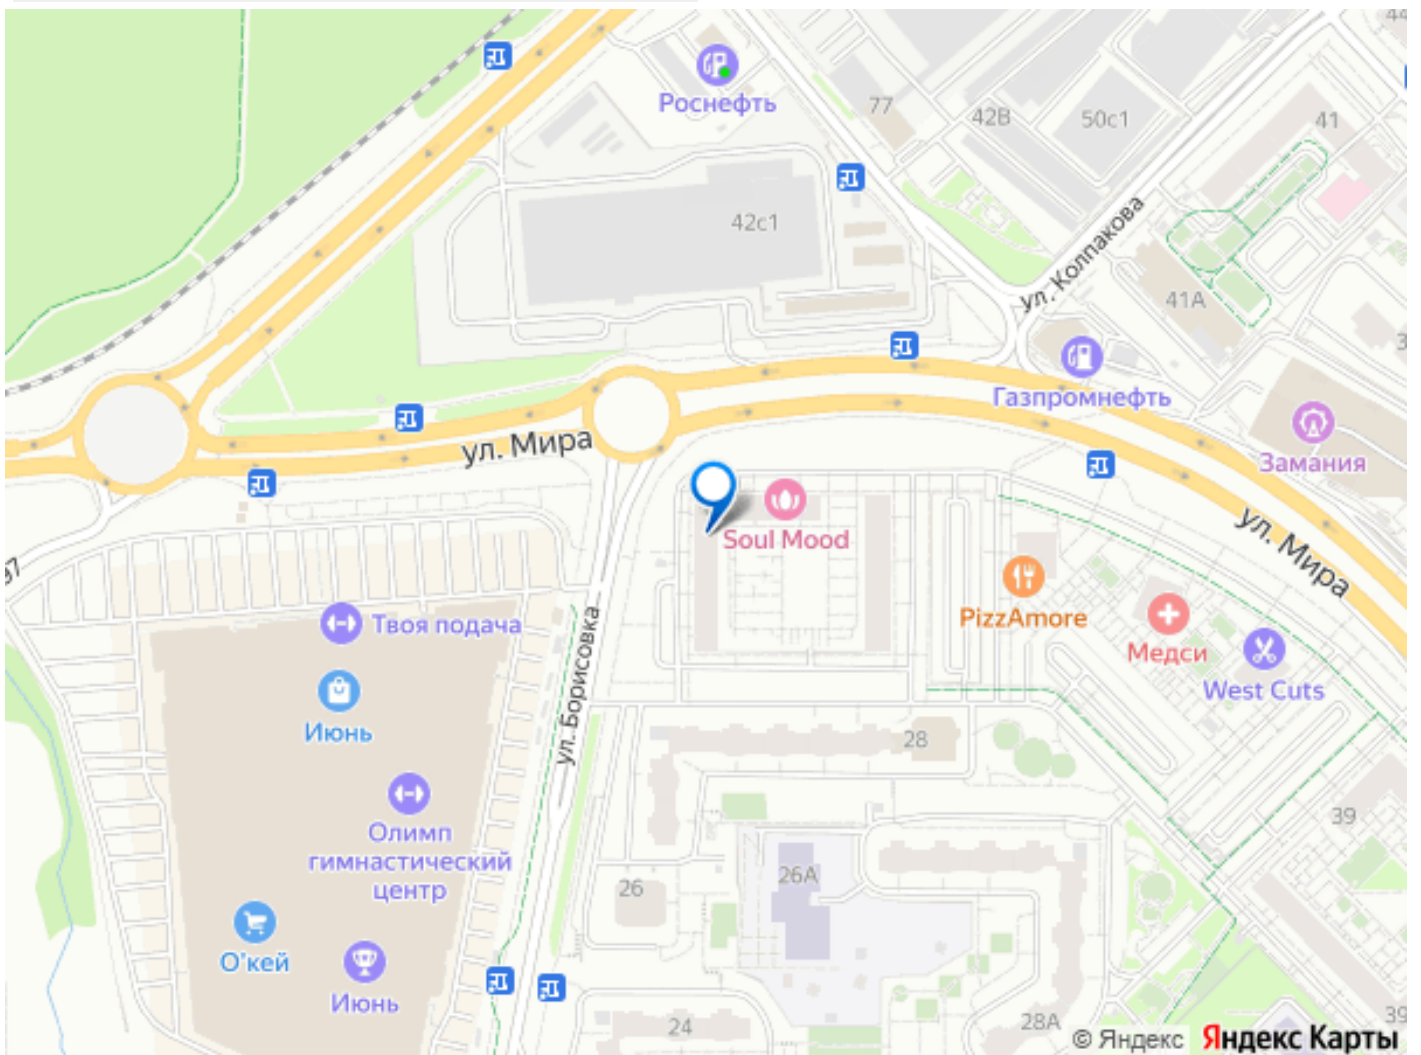 Роснефть
77
42В
50с1
41
42с1
ул. Колпакова
41А
Газпромнефть
Замания
ул. Мира
Soul Mood
ул. Мира
97
Твоя подача
PizzAmore
Медси
West Cuts
ул. Борисовка
Июнь
28
Олимп
гимнастический
центр
39
26
26А
О'кей
Июнь
24
28А
39
© Яндекс Яндекс Карты